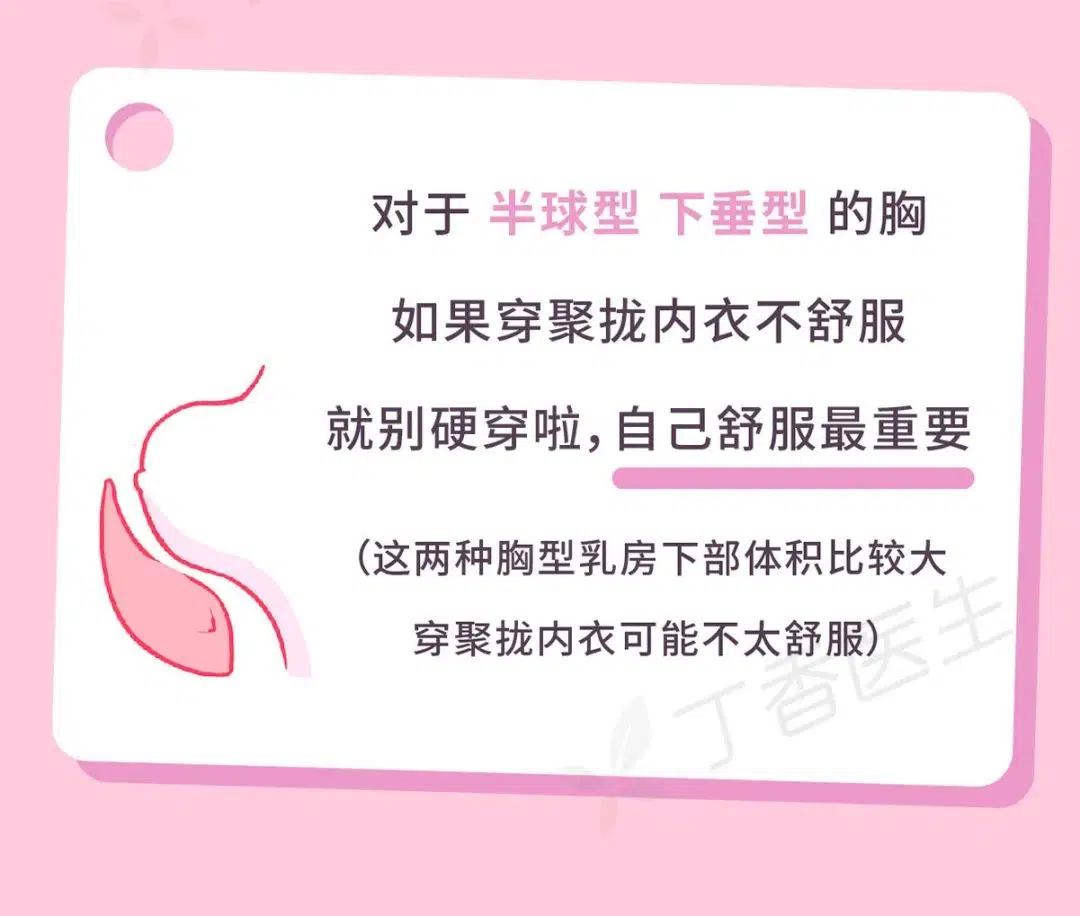 对于 半球型 下垂型 的胸
如果穿聚拢内衣不舒服
就别硬穿啦，自己舒服最重要
（这两种胸型乳房下部体积比较大
穿聚拢内衣可能不太舒服）
丁香医生